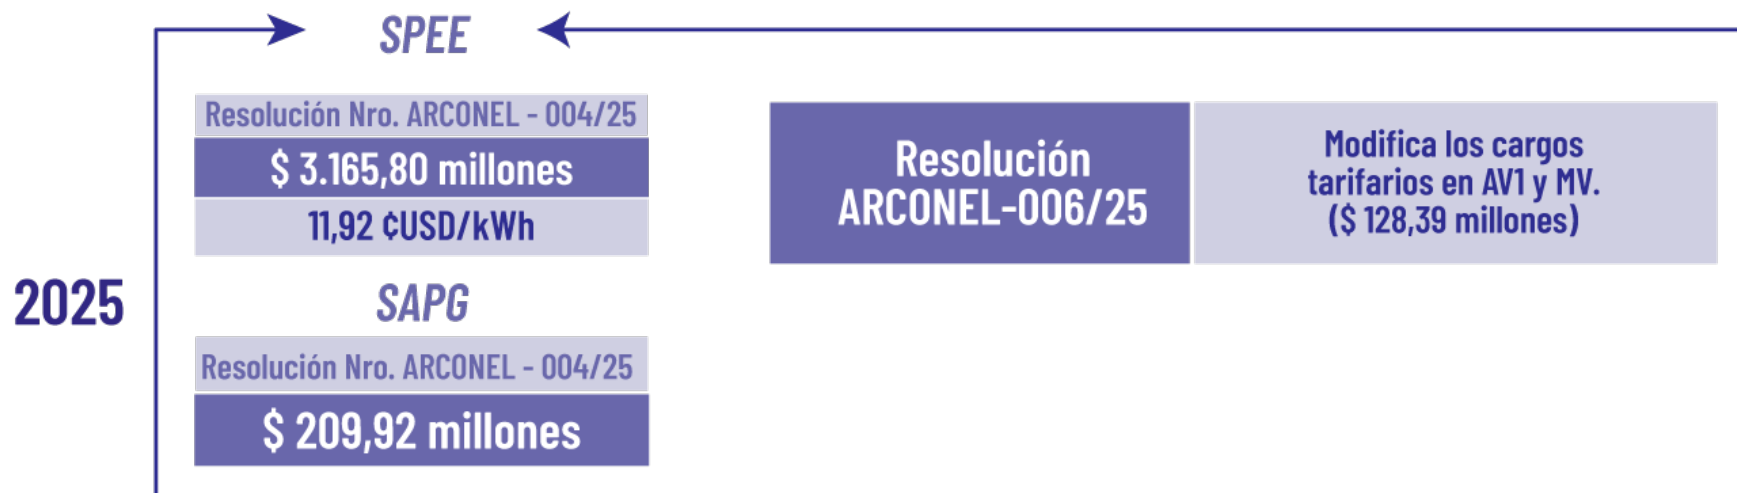 2025
SPEE
Resolución Nro. ARCONEL - 004/25
$ 3.165,80 millones
11,92 ¢USD/kWh
SAPG
Resolución Nro. ARCONEL - 004/25
$ 209,92 millones
Resolución
ARCONEL-006/25
Modifica los cargos
tarifarios en AV1 y MV.
($ 128,39 millones)